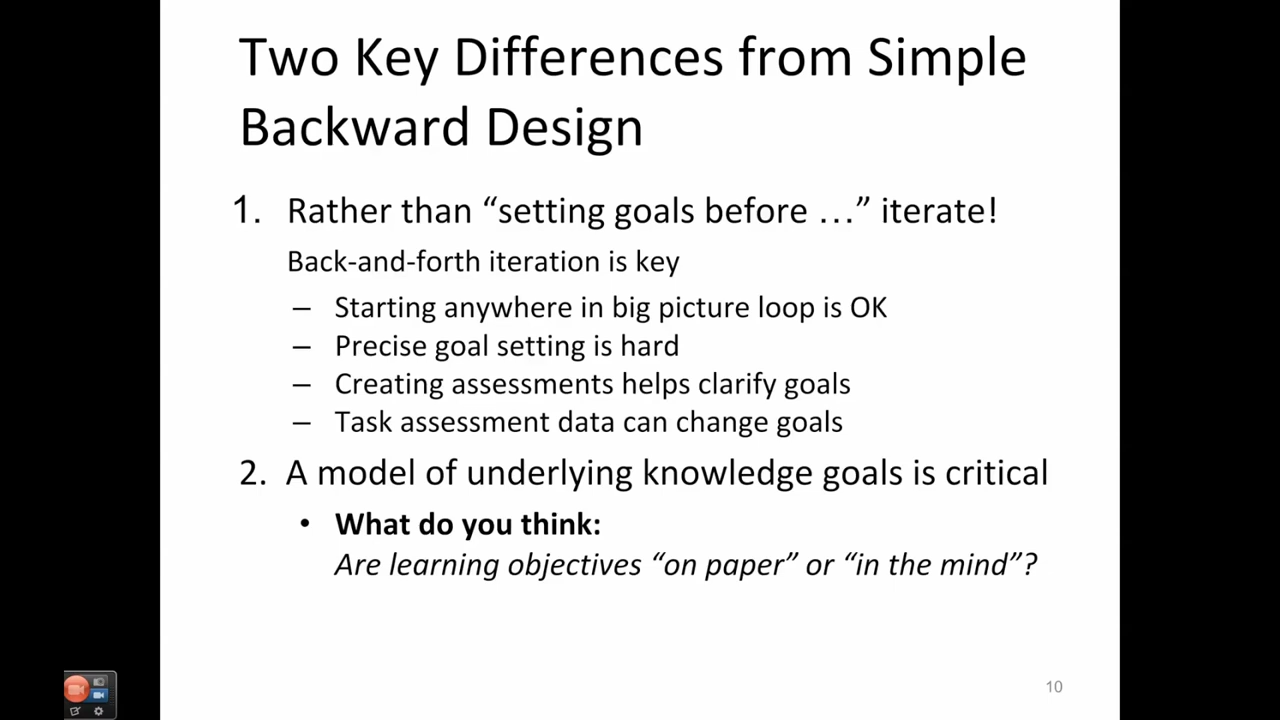 Two Key Differences from Simple
Backward Design
1. Rather than “setting goals before …” iterate!
Back-and-forth iteration is key
– Starting anywhere in big picture loop is OK
– Precise goal setting is hard
– Creating assessments helps clarify goals
– Task assessment data can change goals
2. A model of underlying knowledge goals is critical
• What do you think:
Are learning objectives “on paper” or “in the mind”?
10